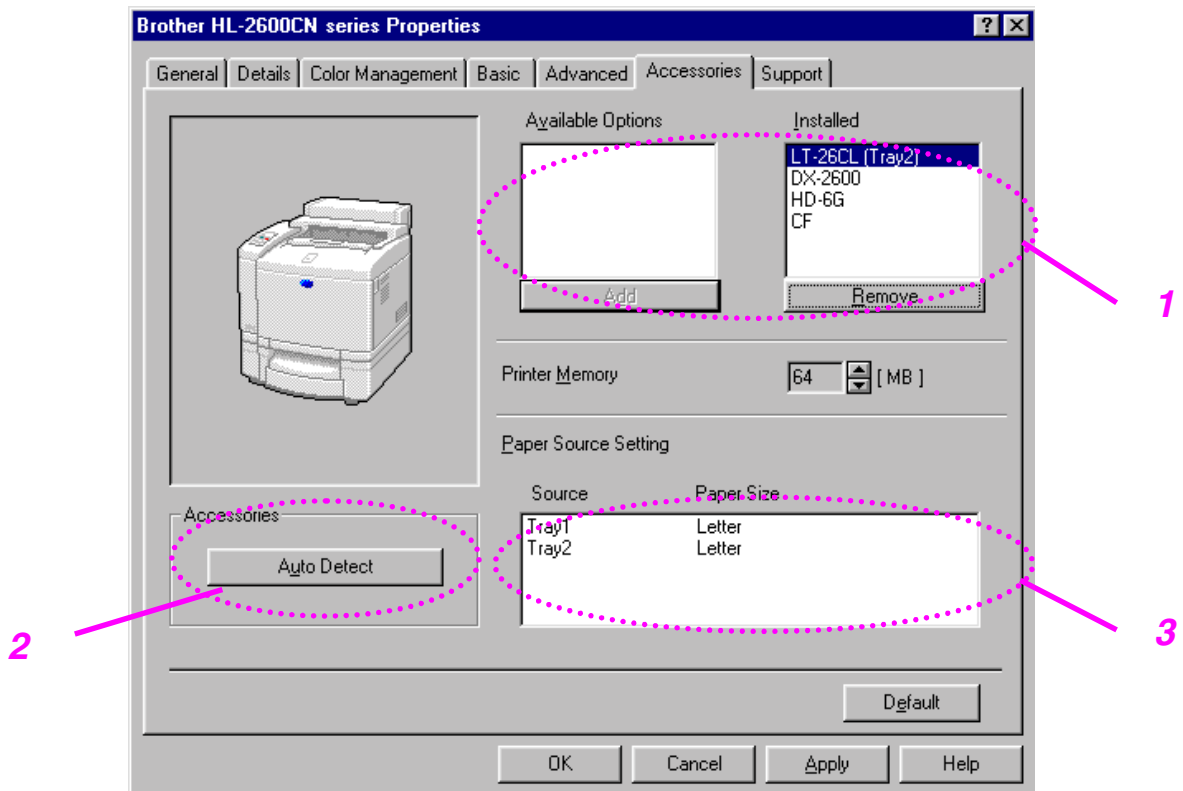 Brother HL-2600CN series Properties
General Details Color Management Basic Advanced Accessories Support
Available Options Installed
LT-26CL (Tray2)
DX-2600
HD-6G
CF
Add Remove
1
Printer Memory 64 [ MB ]
Paper Source Setting
Source Paper Size
Tray1 Letter
Tray2 Letter
Accessories
Auto Detect
2
3
Default
OK Cancel Apply Help